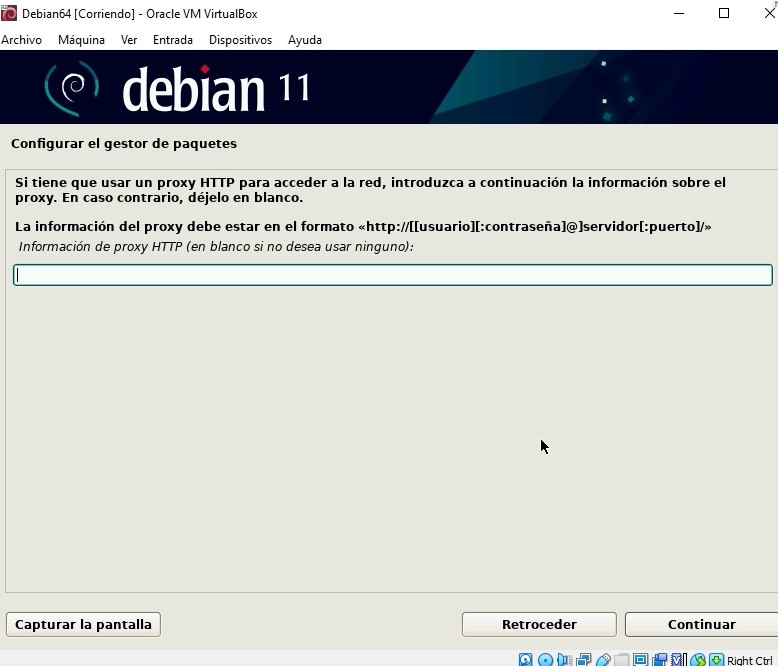 Debian64 [Corriendo] - Oracle VM VirtualBox
Archivo Máquina Ver Entrada Dispositivos Ayuda
debian 11
Configurar el gestor de paquetes
Si tiene que usar un proxy HTTP para acceder a la red, introduzca a continuación la información sobre el
proxy. En caso contrario, déjelo en blanco.
La información del proxy debe estar en el formato «http://[[usuario][:contraseña]@]servidor[:puerto]/»
Información de proxy HTTP (en blanco si no desea usar ninguno):
Capturar la pantalla Retroceder Continuar
Right Ctrl